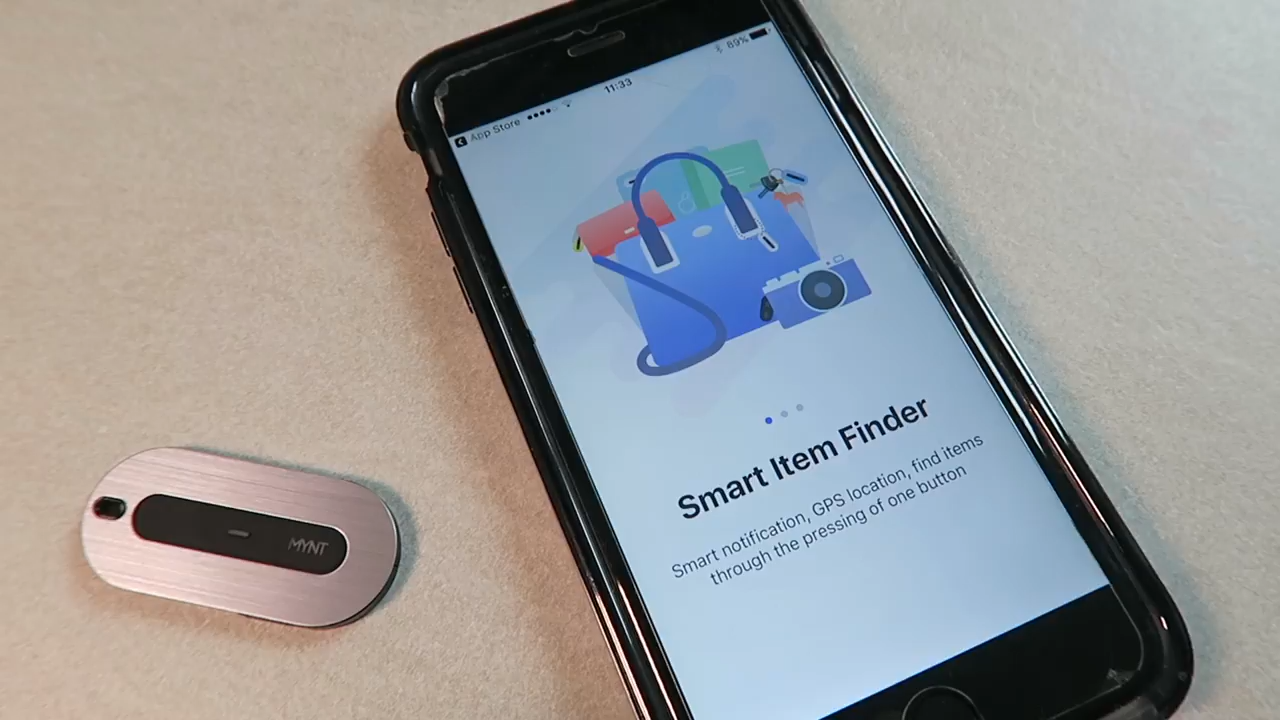 11:33
89%
App Store
Smart Item Finder
Smart notification, GPS location, find items
through the pressing of one button
MYNT